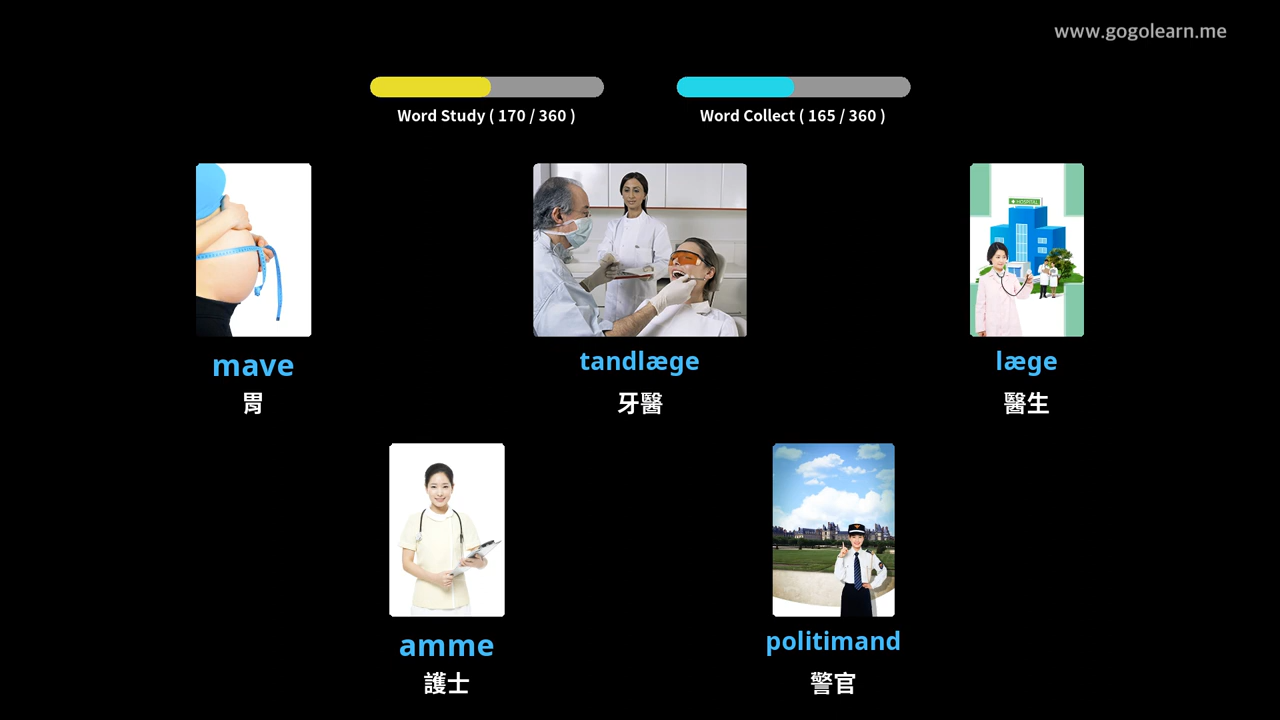 www.gogolearn.me
Word Study ( 170 / 360 )
Word Collect ( 165 / 360 )
HOSPITAL
mave
胃
tandlæge
牙醫
læge
醫生
amme
護士
politimand
警官